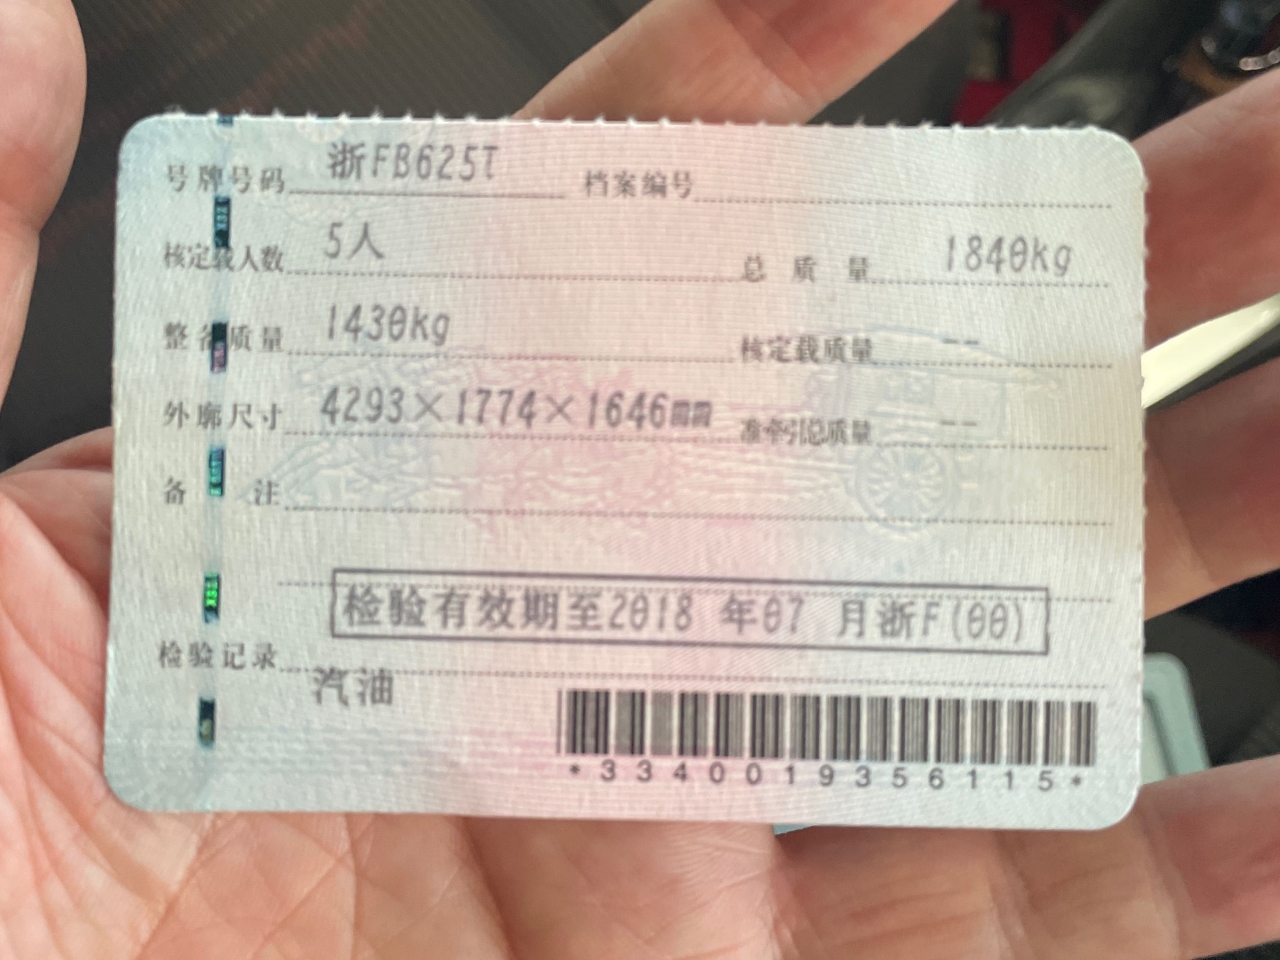 号牌号码 浙FB625T 档案编号
核定载人数 5人 总质量 1840kg
整备质量 1430kg 核定载质量 --
外廓尺寸 4293×1774×1646mm 准牵引总质量 --
备注
检验有效期至2018 年07 月浙F(00)
检验记录
汽油
*3340019356115*